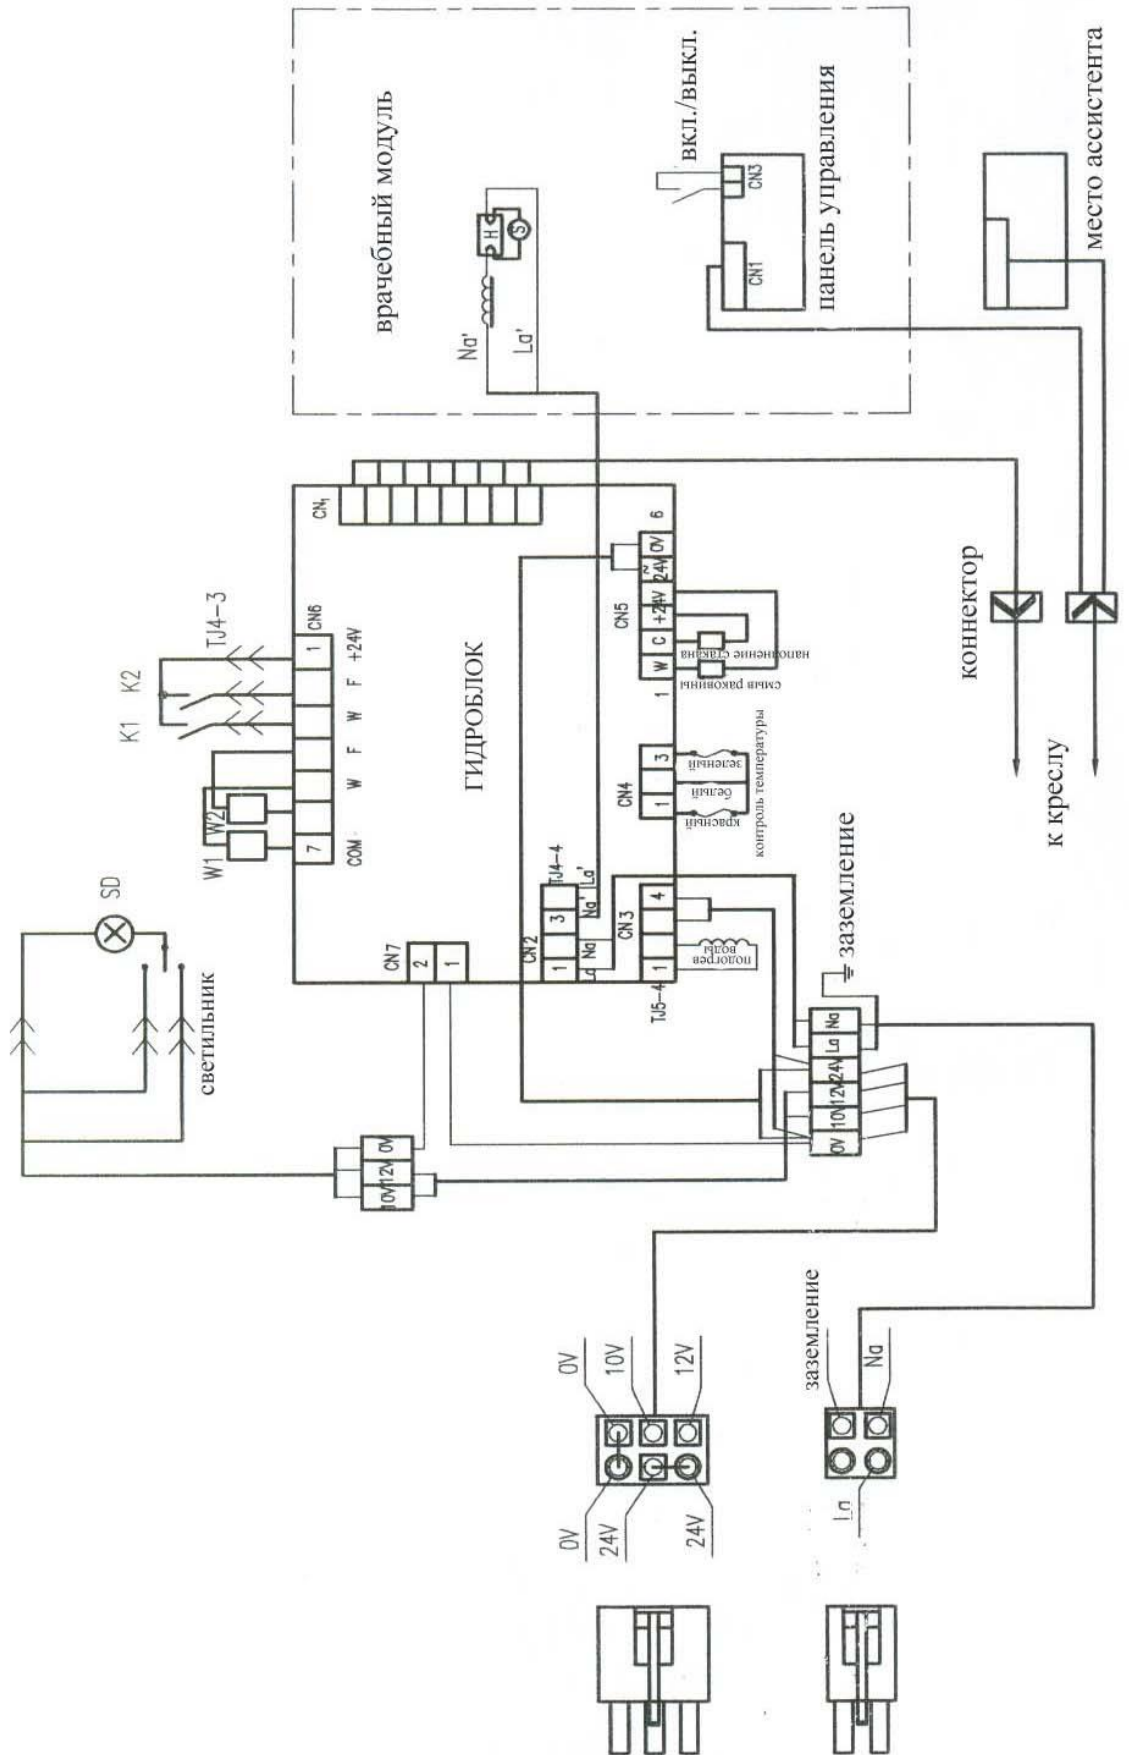 врачебный модуль
Na'
La'
H
S
вкл./выкл.
CN3
CN1
панель управления
место ассистента
K1
K2
TJ4-3
W1
W2
CN6
7
1
COM
W
F
W
F
+24V
CN₁
ГИДРОБЛОК
SD
светильник
CN7
2
1
CN2
TJ4-4
1
3
La
Na
Na'
La'
CN3
1
4
TJ5-4
подогрев
воды
CN4
1
3
красный
белый
зеленый
контроль температуры
CN5
1
6
W
C
+24V
~
24V
0V
смыв раковины
наполнение стакана
коннектор
к креслу
10V
12V
0V
0V
10V
12V
24V
La
Na
заземление
0V
10V
12V
0V
24V
24V
заземление
Na
La